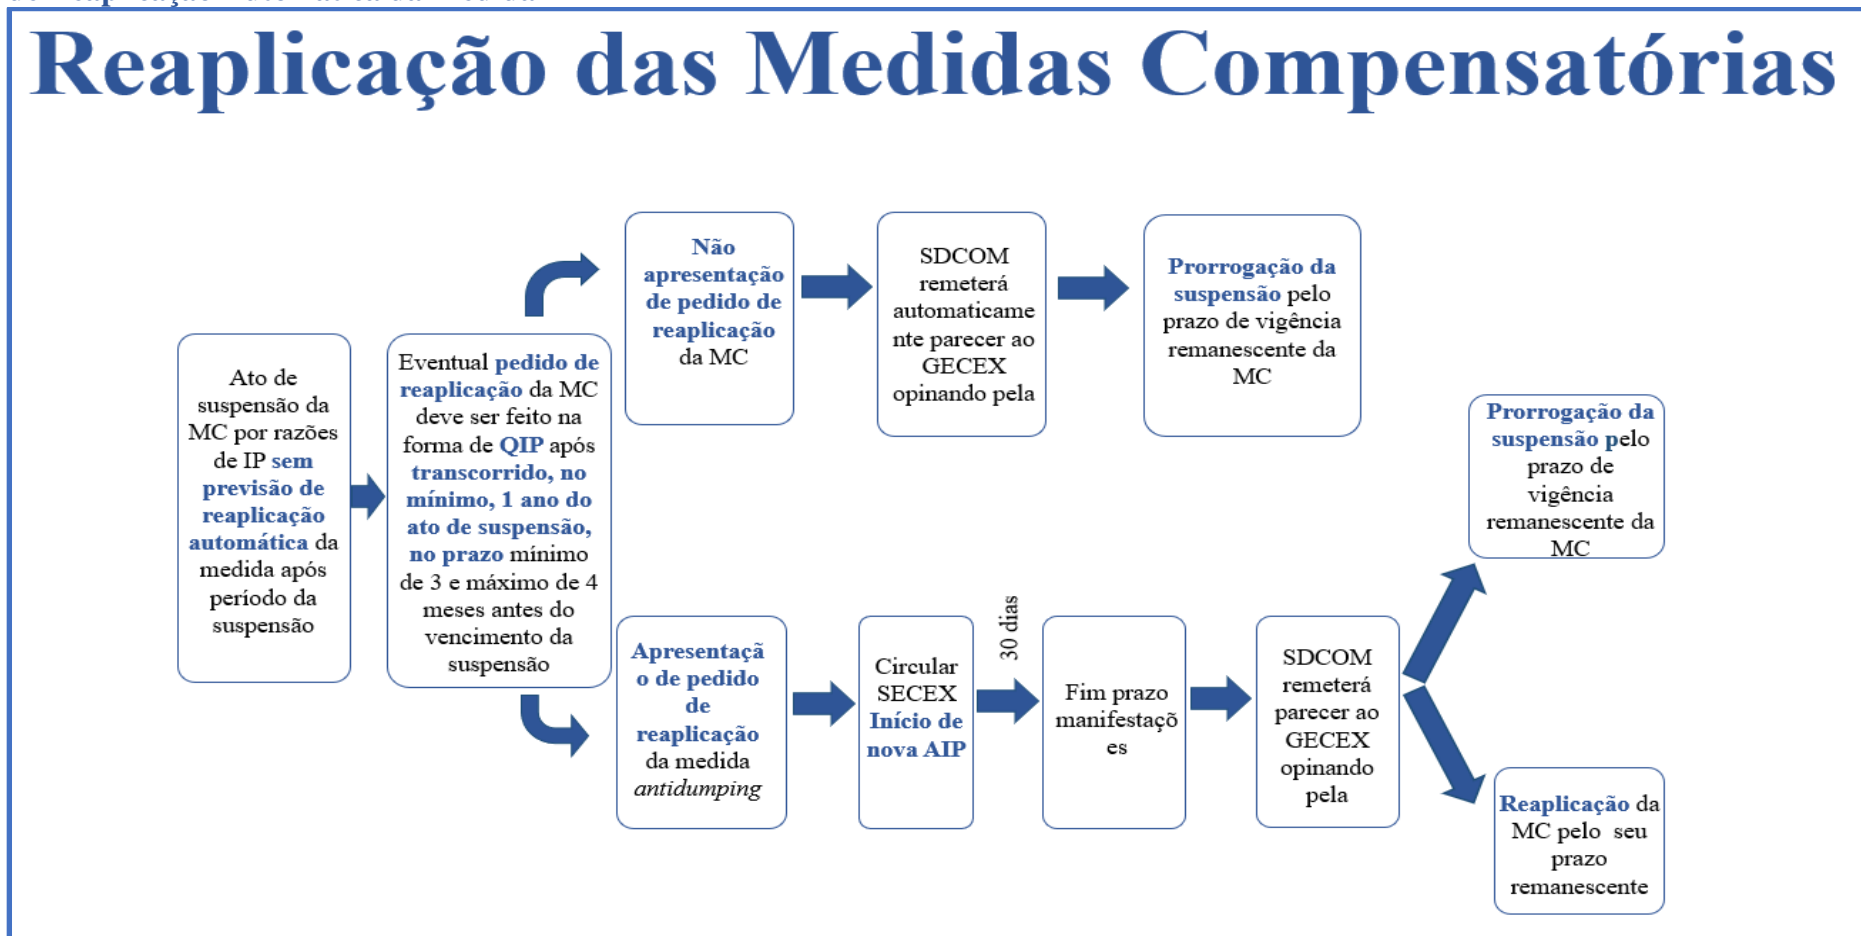 de Reaplicação Automática da Medida
Reaplicação das Medidas Compensatórias
Ato de
suspensão da
MC por razões
de IP sem
previsão de
reaplicação
automática da
medida após
período da
suspensão
Eventual pedido de
reaplicação da MC
deve ser feito na
forma de QIP após
transcorrido, no
mínimo, 1 ano do
ato de suspensão,
no prazo mínimo
de 3 e máximo de 4
meses antes do
vencimento da
suspensão
Não
apresentação
de pedido de
reaplicação
da MC
SDCOM
remeterá
automaticame
nte parecer ao
GECEX
opinando pela
Prorrogação da
suspensão pelo
prazo de vigência
remanescente da
MC
Apresentaçã
o de pedido
de
reaplicação
da medida
antidumping
Circular
SECEX
Início de
nova AIP
30 dias
Fim prazo
manifestaçõ
es
SDCOM
remeterá
parecer ao
GECEX
opinando
pela
Prorrogação da
suspensão pelo
prazo de
vigência
remanescente da
MC
Reaplicação da
MC pelo seu
prazo
remanescente